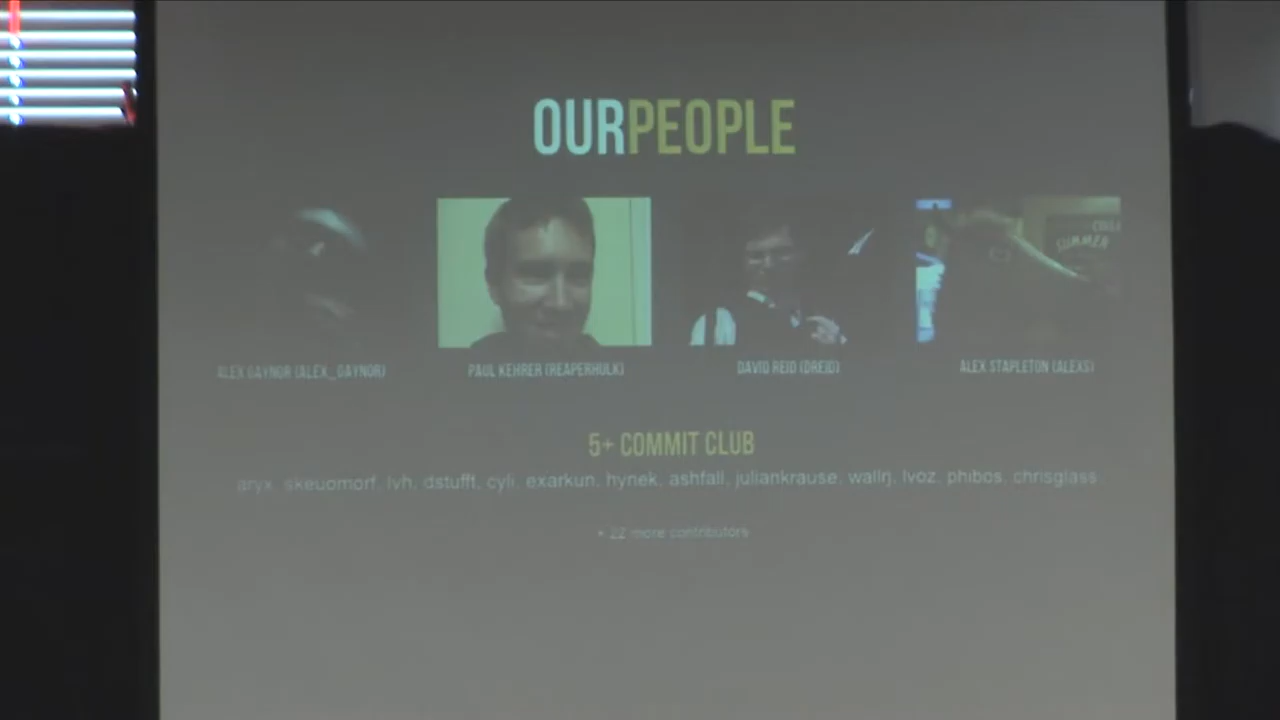 OURPEOPLE
SUMMER
ALEX GAYNOR (ALEX_GAYNOR)
PAUL KEHRER (REAPERHULK)
DAVID REID (DREID)
ALEX STAPLETON (ALEXS)
5+ COMMIT CLUB
aryx, skeuomorf, lvh, dstufft, cyli, exarkun, hynek, ashfall, juliankrause, wallrj, lvoz, phibos, chrisglass
+ 22 more contributors